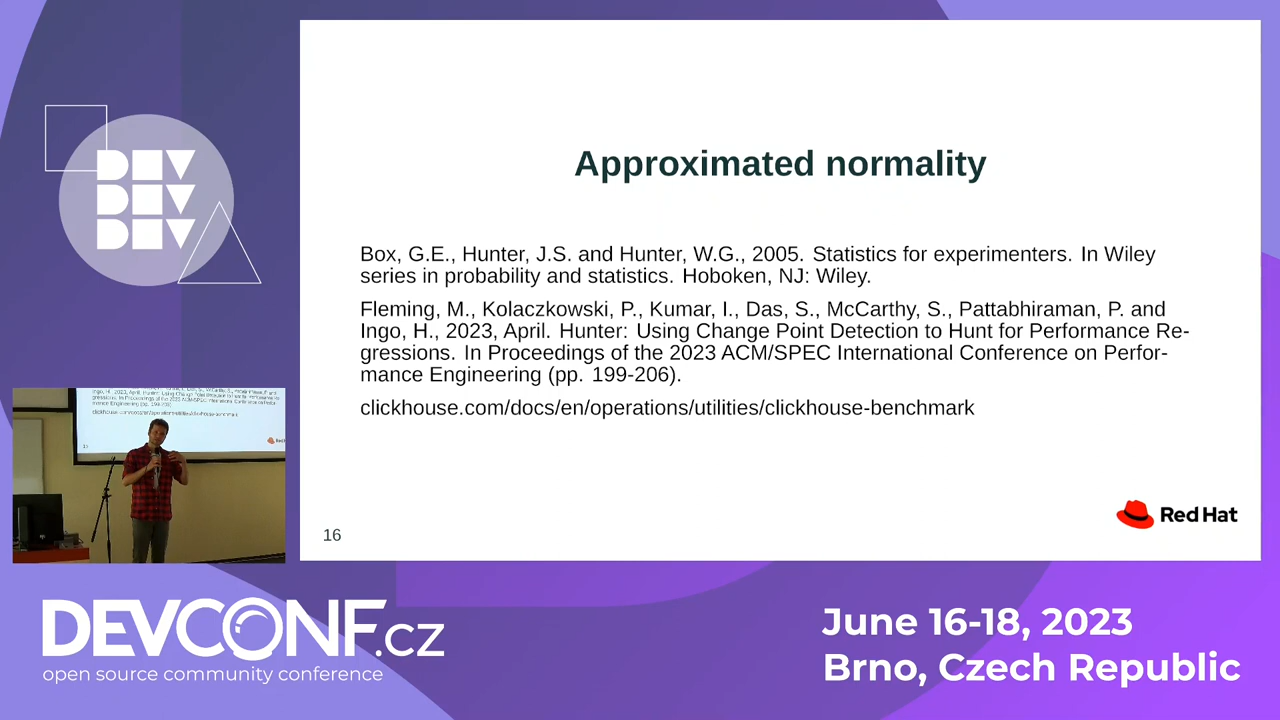 Approximated normality
Box, G.E., Hunter, J.S. and Hunter, W.G., 2005. Statistics for experimenters. In Wiley
series in probability and statistics. Hoboken, NJ: Wiley.
Fleming, M., Kolaczkowski, P., Kumar, I., Das, S., McCarthy, S., Pattabhiraman, P. and
Ingo, H., 2023, April. Hunter: Using Change Point Detection to Hunt for Performance Re-
gressions. In Proceedings of the 2023 ACM/SPEC International Conference on Perfor-
mance Engineering (pp. 199-206).
clickhouse.com/docs/en/operations/utilities/clickhouse-benchmark
16
Red Hat
DEV
DEV
DEV
DEVCONF.cz
open source community conference
June 16-18, 2023
Brno, Czech Republic